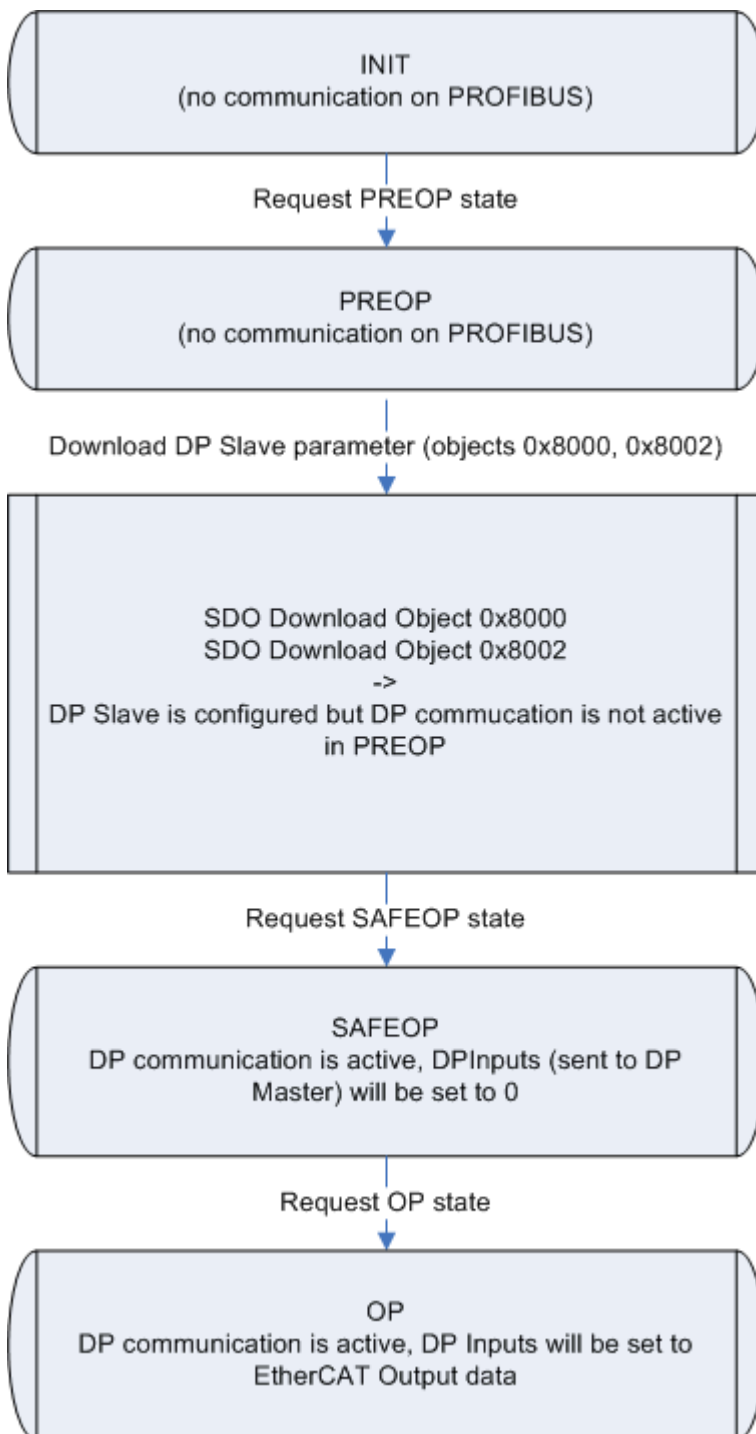 INIT
(no communication on PROFIBUS)
Request PREOP state
PREOP
(no communication on PROFIBUS)
Download DP Slave parameter (objects 0x8000, 0x8002)
SDO Download Object 0x8000
SDO Download Object 0x8002
->
DP Slave is configured but DP commucation is not active
in PREOP
Request SAFEOP state
SAFEOP
DP communication is active, DPInputs (sent to DP
Master) will be set to 0
Request OP state
OP
DP communication is active, DP Inputs will be set to
EtherCAT Output data